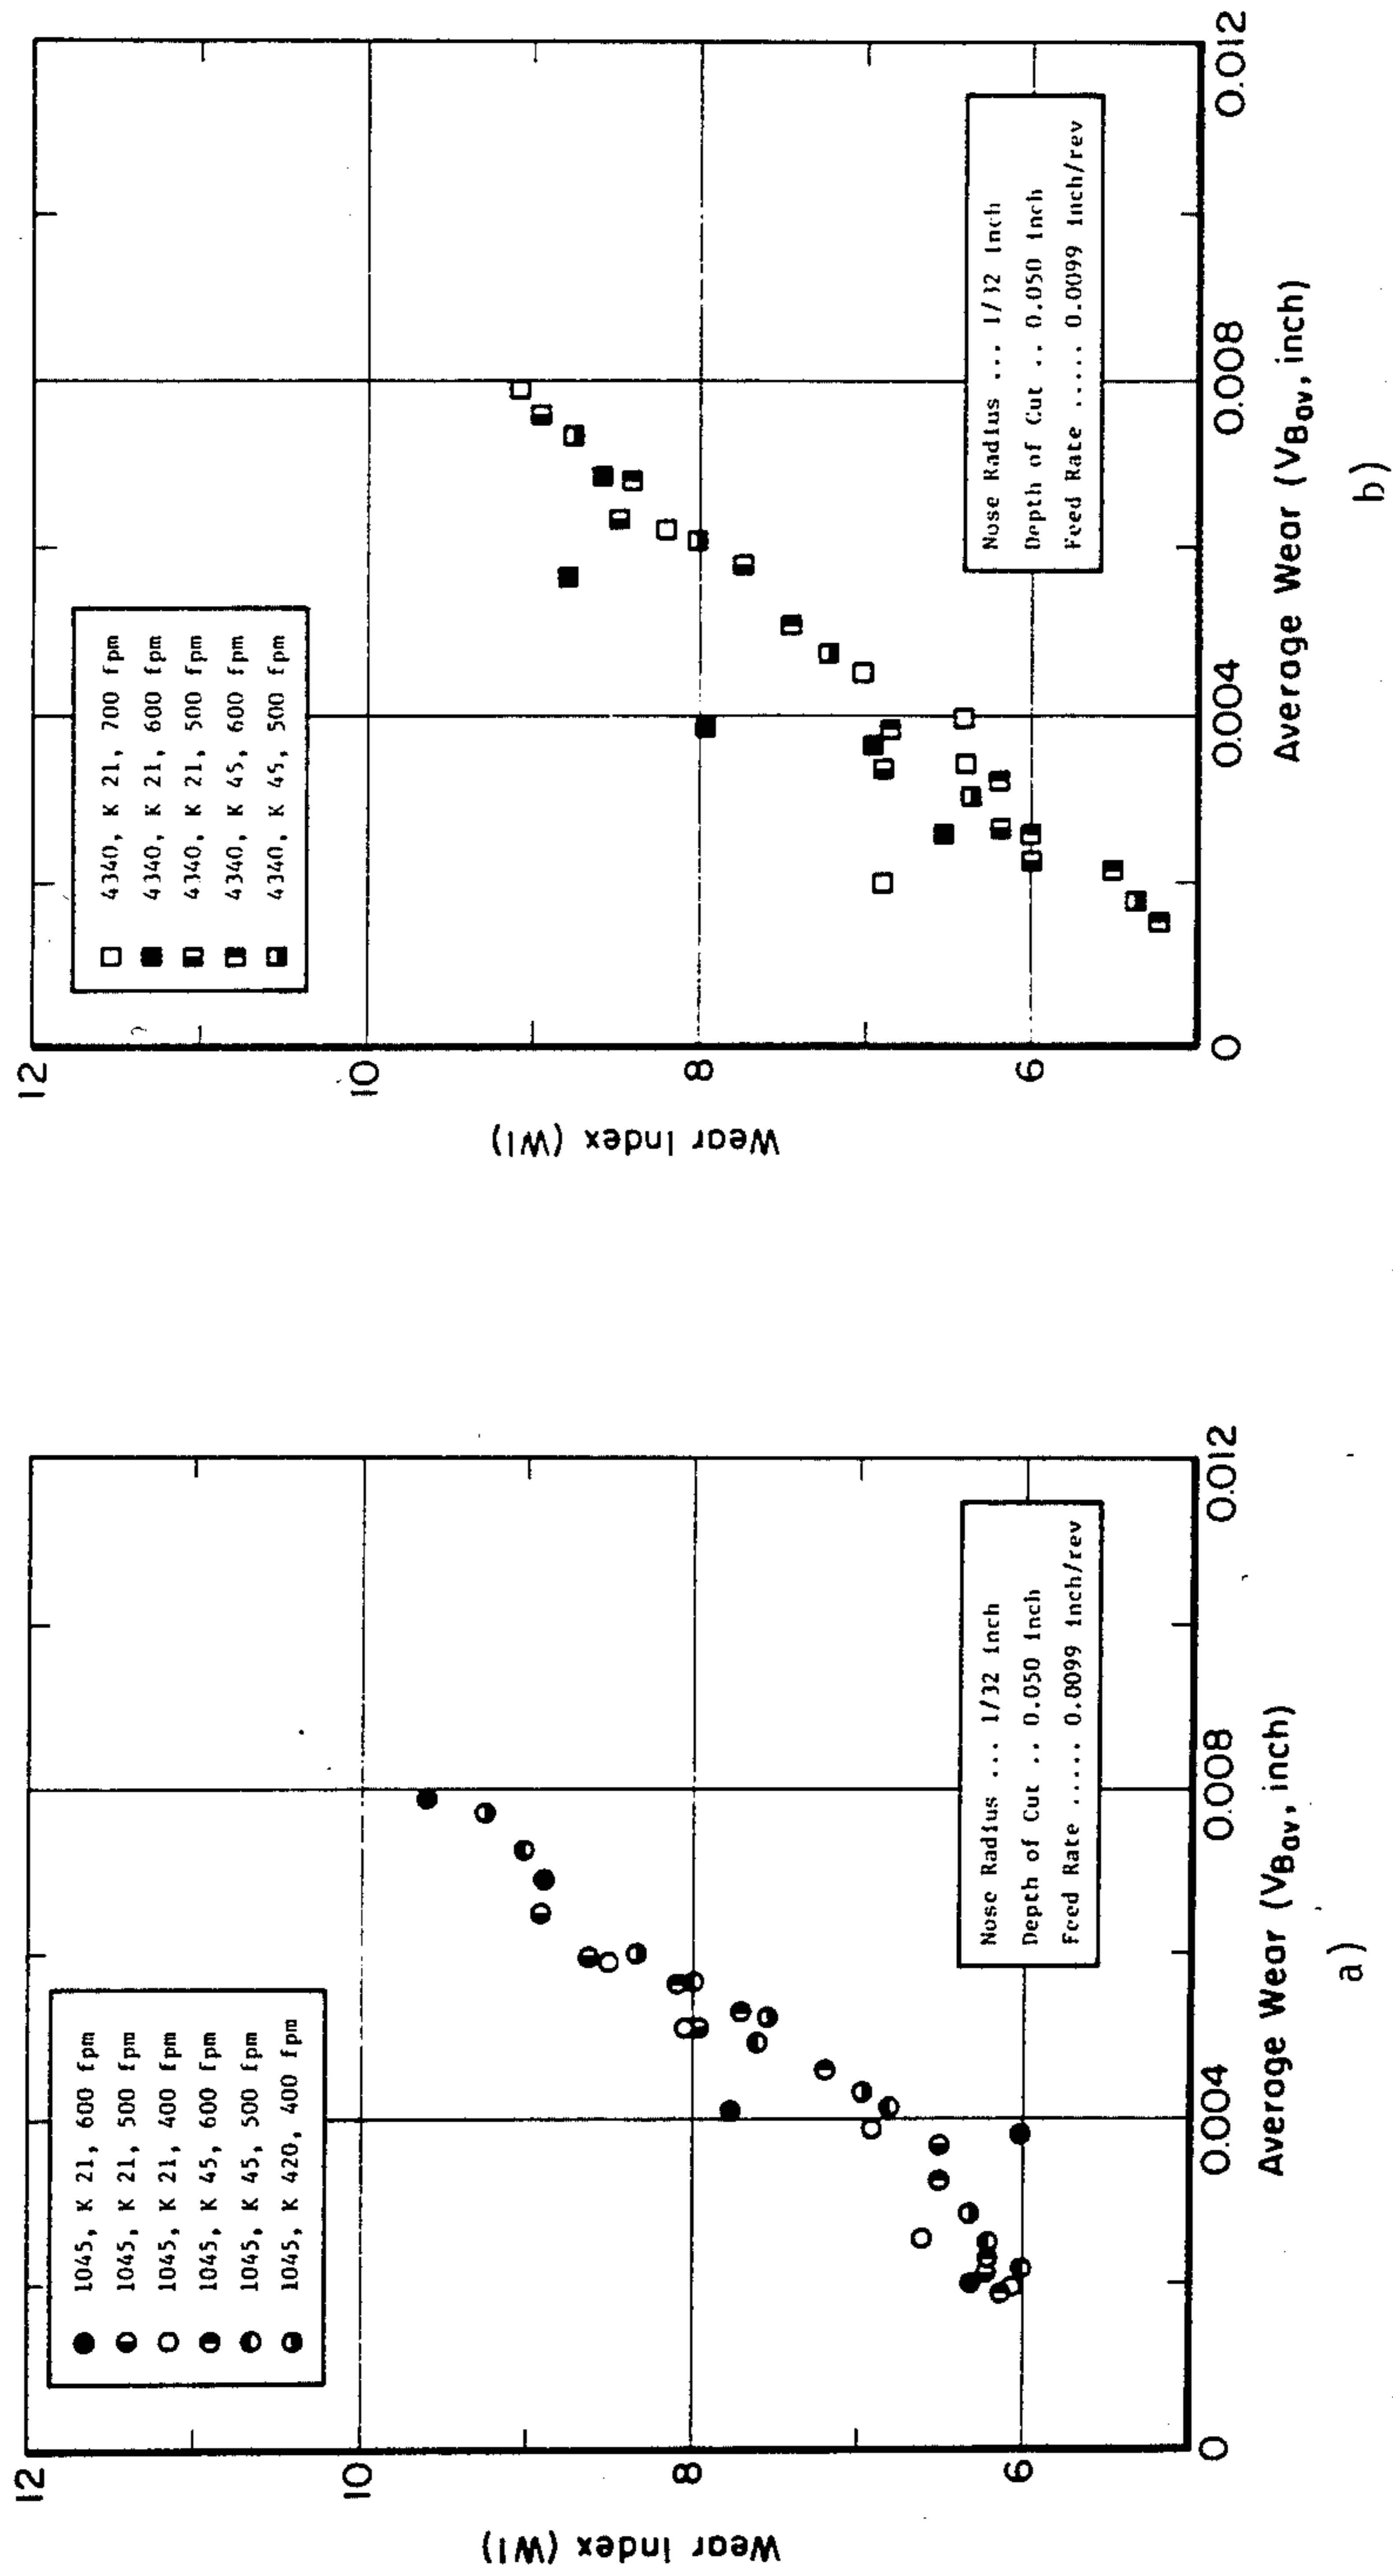 12
10
8
6
Wear Index (WI)
1045, K 21, 600 fpm
1045, K 21, 500 fpm
1045, K 21, 400 fpm
1045, K 45, 600 fpm
1045, K 45, 500 fpm
1045, K 420, 400 fpm
Nose Radius ... 1/32 inch
Depth of Cut .. 0.050 inch
Feed Rate ..... 0.0099 inch/rev
0
0.004
0.008
0.012
Average Wear (VBav, inch)
a)
12
10
8
6
Wear Index (WI)
4340, K 21, 700 fpm
4340, K 21, 600 fpm
4340, K 21, 500 fpm
4340, K 45, 600 fpm
4340, K 45, 500 fpm
Nose Radius ... 1/32 inch
Depth of Cut .. 0.050 inch
Feed Rate ..... 0.0099 inch/rev
0
0.004
0.008
0.012
Average Wear (VBav, inch)
b)